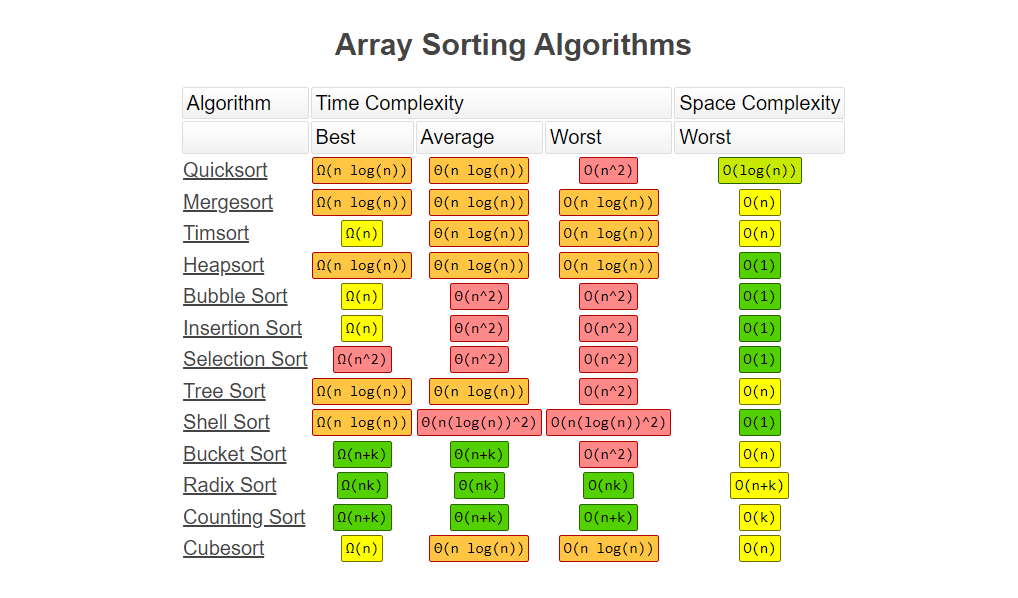 Array Sorting Algorithms
Algorithm Time Complexity Space Complexity
Best Average Worst Worst
Quicksort Ω(n log(n)) Θ(n log(n)) O(n^2) O(log(n))
Mergesort Ω(n log(n)) Θ(n log(n)) O(n log(n)) O(n)
Timsort Ω(n) Θ(n log(n)) O(n log(n)) O(n)
Heapsort Ω(n log(n)) Θ(n log(n)) O(n log(n)) O(1)
Bubble Sort Ω(n) Θ(n^2) O(n^2) O(1)
Insertion Sort Ω(n) Θ(n^2) O(n^2) O(1)
Selection Sort Ω(n^2) Θ(n^2) O(n^2) O(1)
Tree Sort Ω(n log(n)) Θ(n log(n)) O(n^2) O(n)
Shell Sort Ω(n log(n)) Θ(n(log(n))^2) O(n(log(n))^2) O(1)
Bucket Sort Ω(n+k) Θ(n+k) O(n^2) O(n)
Radix Sort Ω(nk) Θ(nk) O(nk) O(n+k)
Counting Sort Ω(n+k) Θ(n+k) O(n+k) O(k)
Cubesort Ω(n) Θ(n log(n)) O(n log(n)) O(n)